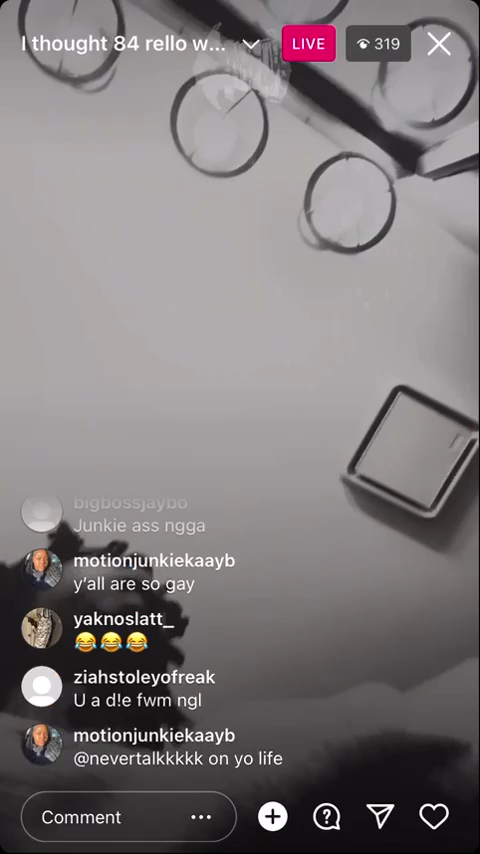 I thought 84 rello w...
LIVE
319
bigbossjaybo
Junkie ass ngga
motionjunkiekaayb
y'all are so gay
yaknoslatt_
😂😂😂
ziahstoleyofreak
U a d!e fwm ngl
motionjunkiekaayb
@nevertalkkkkk on yo life
Comment